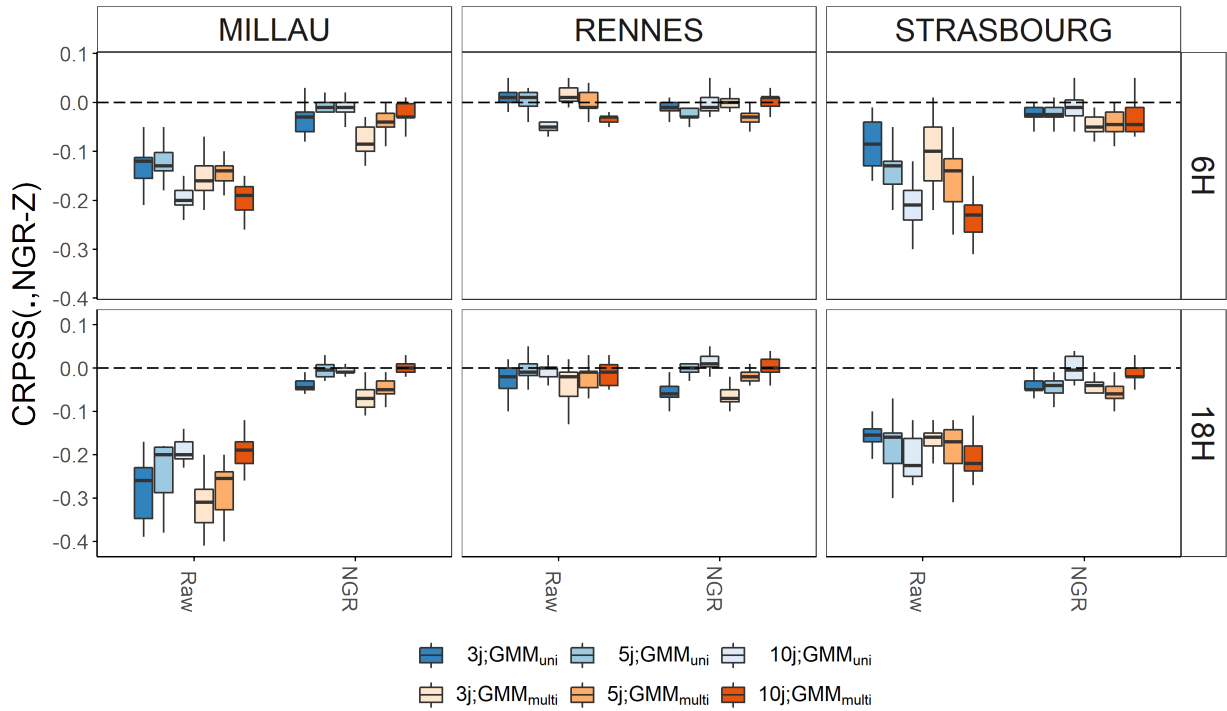 MILLAU RENNES STRASBOURG
CRPSS(.,NGR-Z)
0.1
0.0
-0.1
-0.2
-0.3
-0.4
6H
0.1
0.0
-0.1
-0.2
-0.3
-0.4
18H
Raw NGR Raw NGR Raw NGR
3j;GMMuni 5j;GMMuni 10j;GMMuni
3j;GMMmulti 5j;GMMmulti 10j;GMMmulti